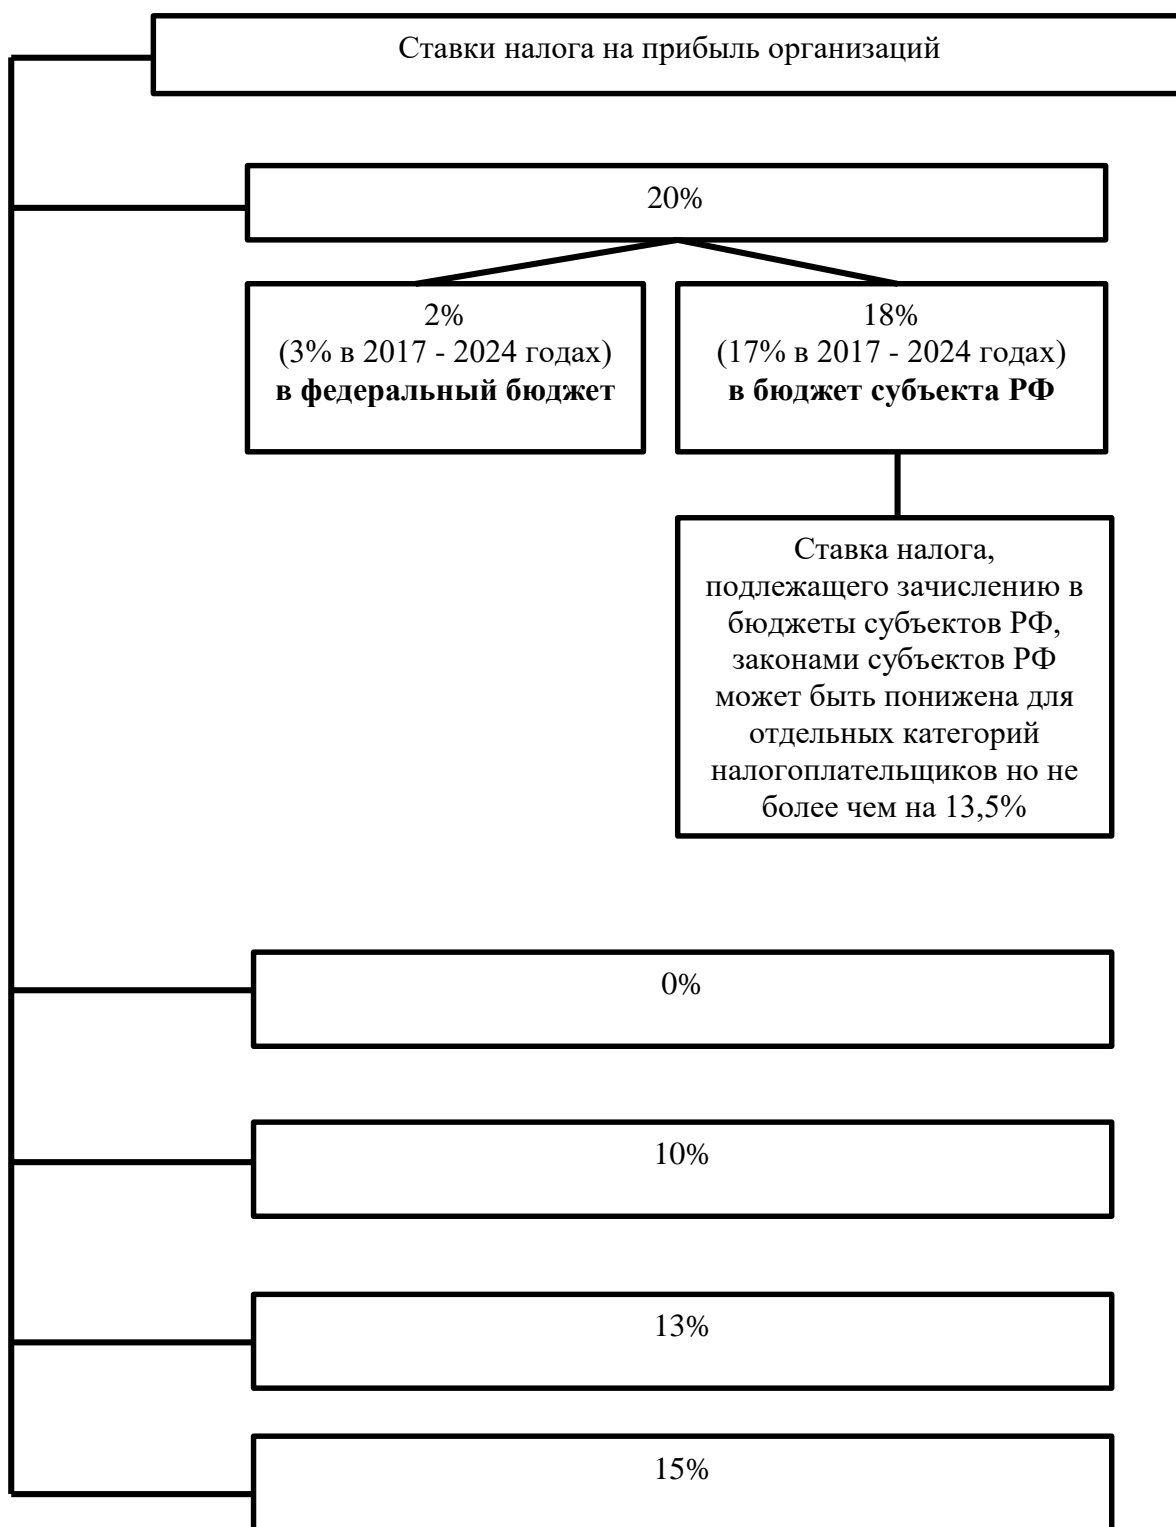 Ставки налога на прибыль организаций
20%
2%
(3% в 2017 - 2024 годах)
в федеральный бюджет
18%
(17% в 2017 - 2024 годах)
в бюджет субъекта РФ
Ставка налога,
подлежащего зачислению в
бюджеты субъектов РФ,
законами субъектов РФ
может быть понижена для
отдельных категорий
налогоплательщиков но не
более чем на 13,5%
0%
10%
13%
15%